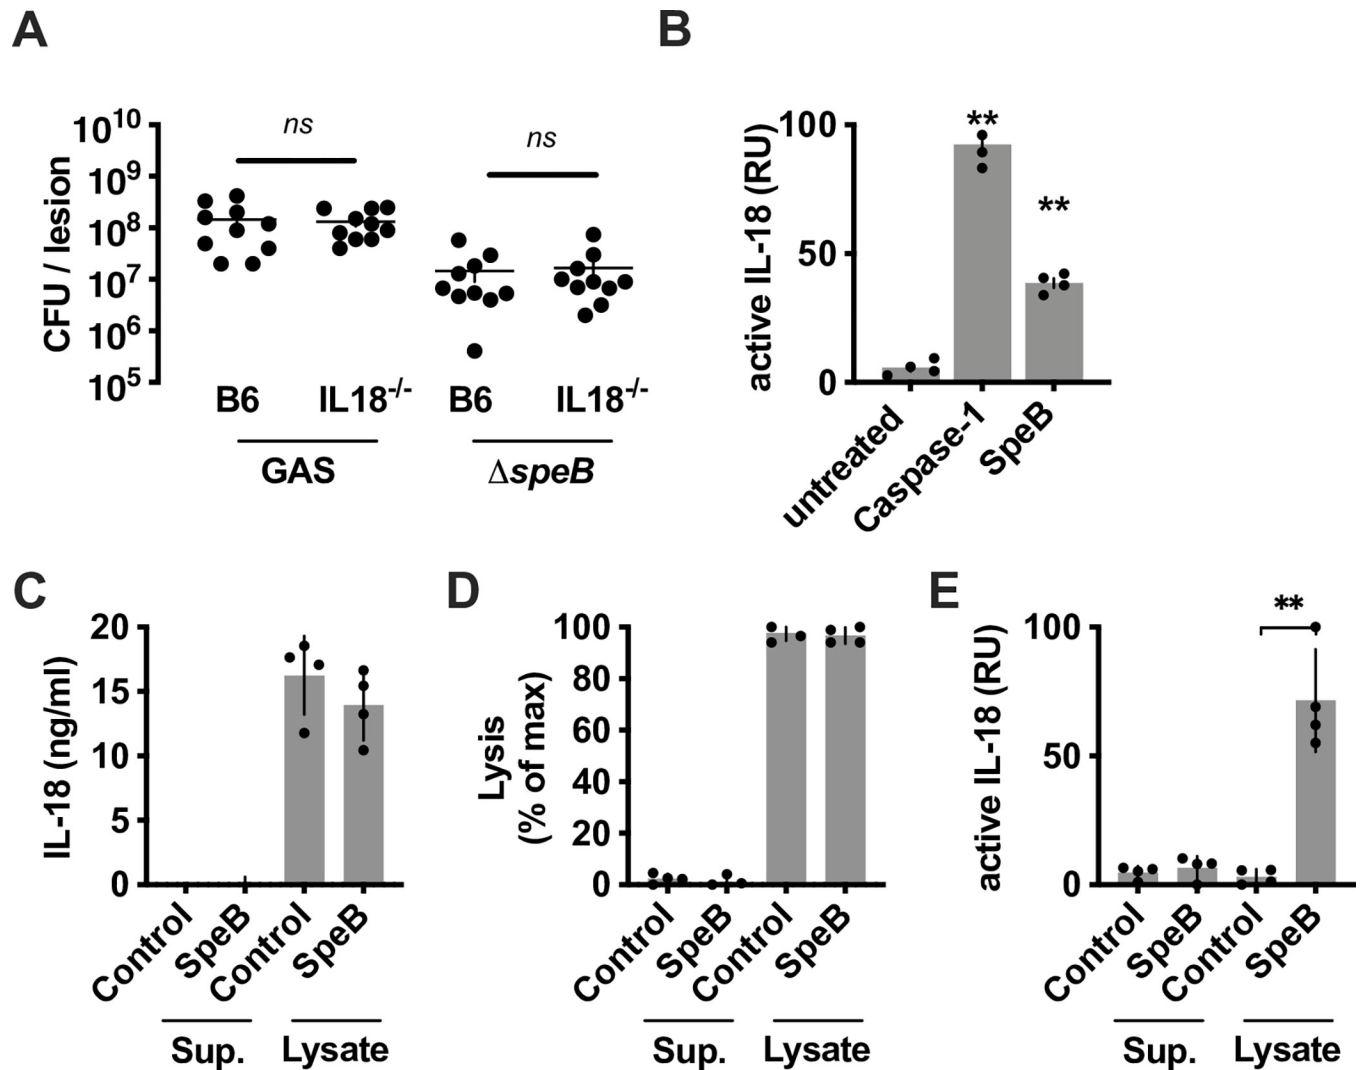 A
CFU / lesion
10^10
10^9
10^8
10^7
10^6
10^5
ns
ns
B6
IL18-/-
B6
IL18-/-
GAS
ΔspeB
B
active IL-18 (RU)
100
50
0
**
**
untreated
Caspase-1
SpeB
C
IL-18 (ng/ml)
20
15
10
5
0
Control
SpeB
Control
SpeB
Sup.
Lysate
D
Lysis
(% of max)
100
80
60
40
20
0
Control
SpeB
Control
SpeB
Sup.
Lysate
E
active IL-18 (RU)
100
50
0
**
Control
SpeB
Control
SpeB
Sup.
Lysate